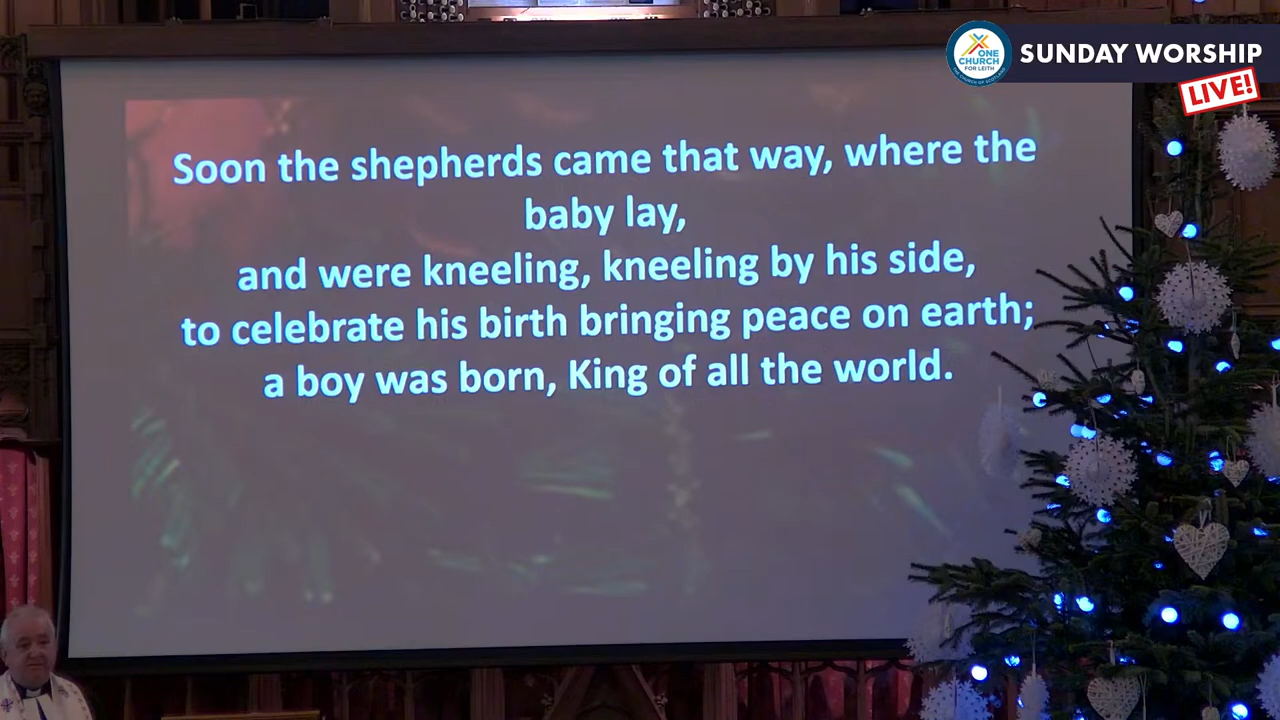 ONE
CHURCH
FOR LEITH
SUNDAY WORSHIP
LIVE!
Soon the shepherds came that way, where the
baby lay,
and were kneeling, kneeling by his side,
to celebrate his birth bringing peace on earth;
a boy was born, King of all the world.